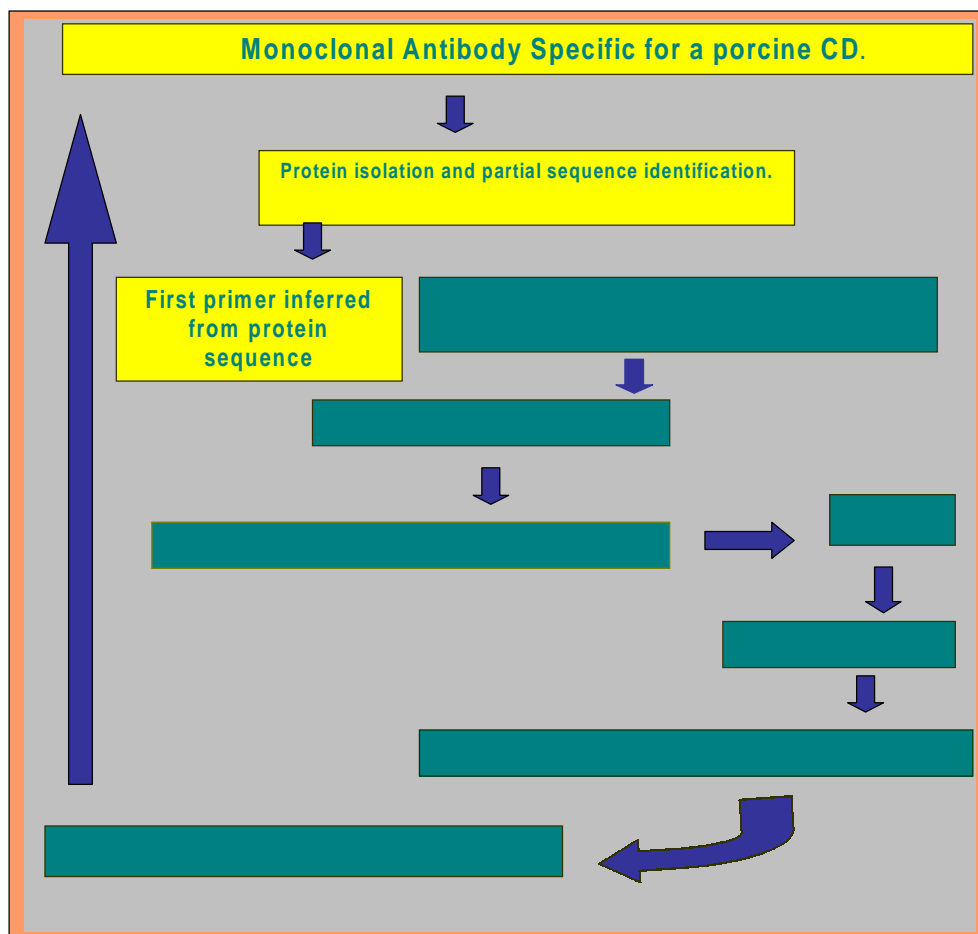 Monoclonal Antibody Specific for a porcine CD.
Protein isolation and partial sequence identification.
First primer inferred
from protein
sequence